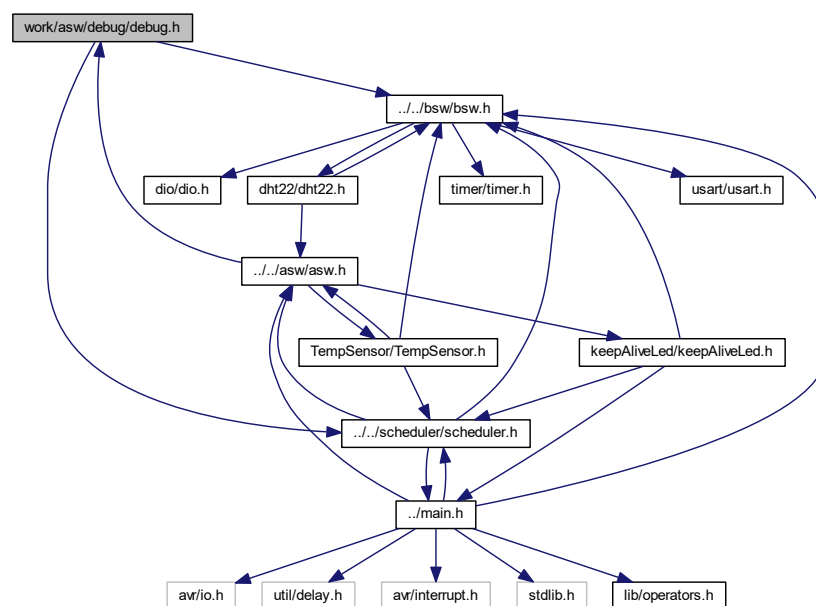 work/asw/debug/debug.h
../../bsw/bsw.h
dio/dio.h
dht22/dht22.h
timer/timer.h
usart/usart.h
../../asw/asw.h
TempSensor/TempSensor.h
keepAliveLed/keepAliveLed.h
../../scheduler/scheduler.h
../main.h
avr/io.h
util/delay.h
avr/interrupt.h
stdlib.h
lib/operators.h